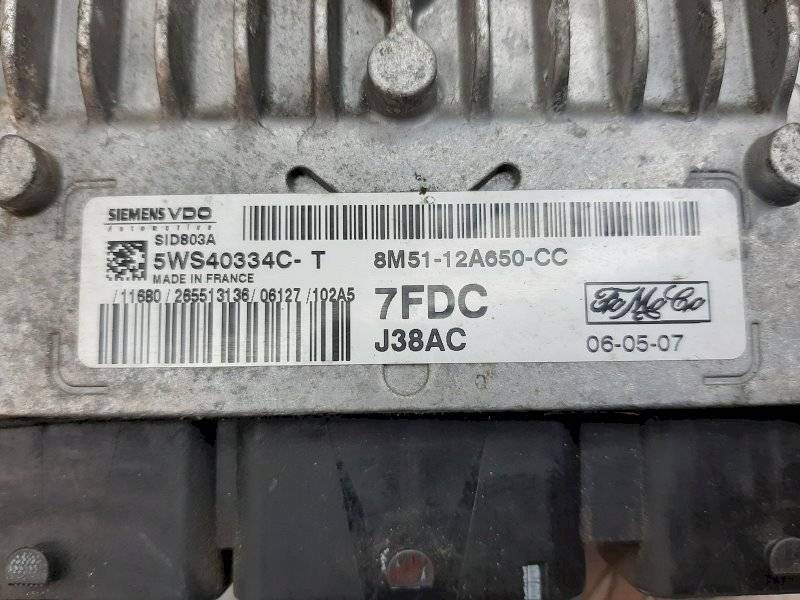 SIEMENS VDO
Automotive
SID803A
5WS40334C- T
MADE IN FRANCE
/11680 / 265513136 / 06127 / 102A5
8M51-12A650-CC
7FDC
J38AC
FoMoCo
06-05-07